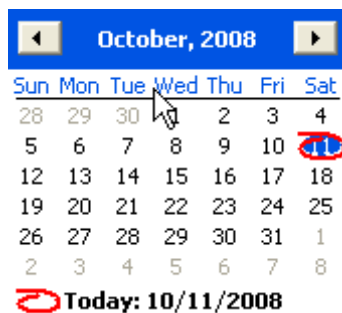 October, 2008
Sun Mon Tue Wed Thu Fri Sat
28 29 30 1 2 3 4
5 6 7 8 9 10 11
12 13 14 15 16 17 18
19 20 21 22 23 24 25
26 27 28 29 30 31 1
2 3 4 5 6 7 8
Today: 10/11/2008